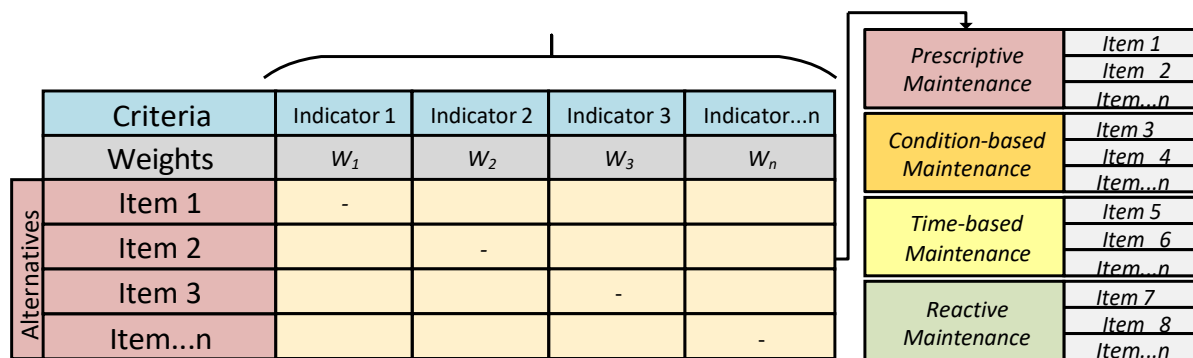 Criteria Indicator 1 Indicator 2 Indicator 3 Indicator...n
Weights W₁ W₂ W₃ Wₙ
Alternatives
Item 1 -
Item 2 -
Item 3 -
Item...n -
Prescriptive
Maintenance
Item 1
Item 2
Item...n
Condition-based
Maintenance
Item 3
Item 4
Item...n
Time-based
Maintenance
Item 5
Item 6
Item...n
Reactive
Maintenance
Item 7
Item 8
Item...n